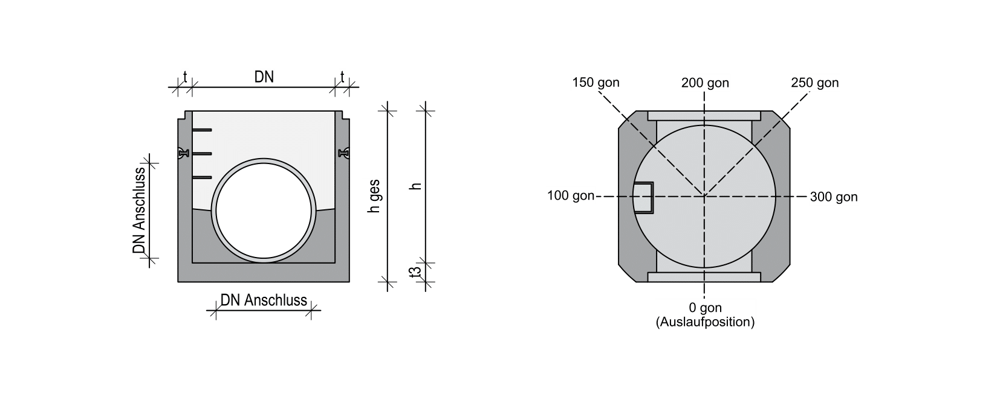 t
DN
t
DN Anschluss
h ges
h
t3
DN Anschluss
150 gon
200 gon
250 gon
100 gon
300 gon
0 gon
(Auslaufposition)